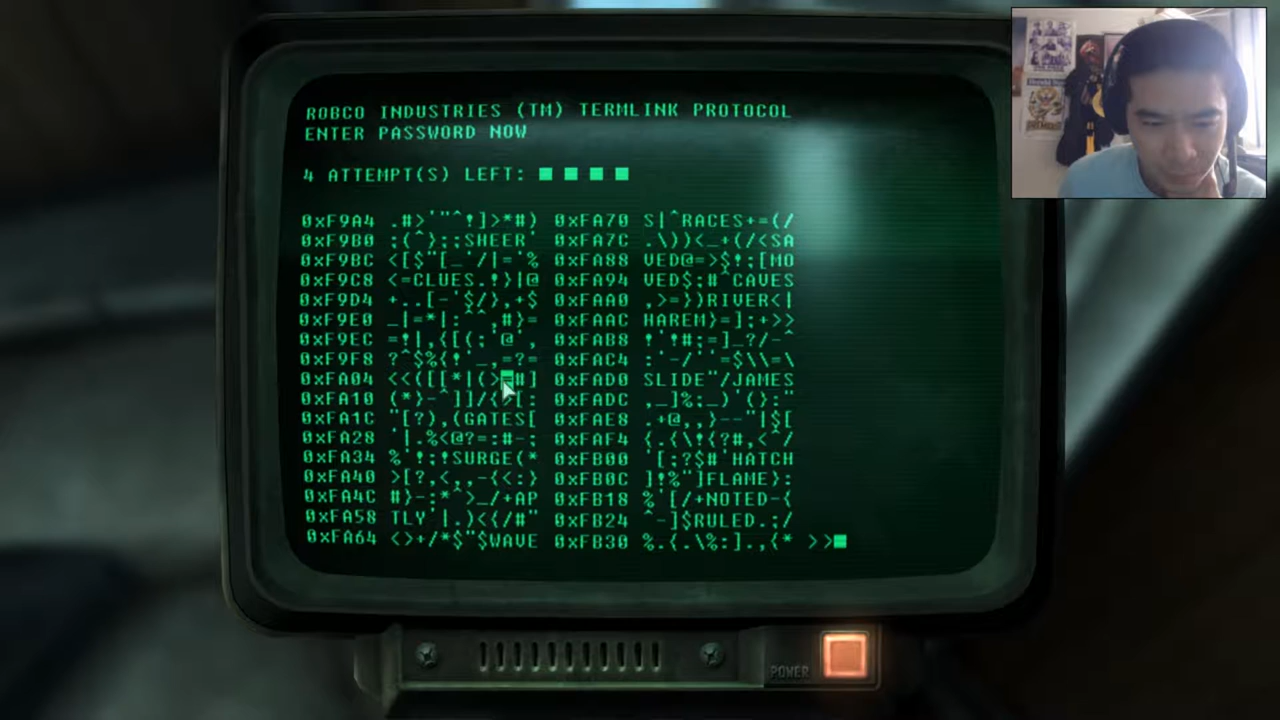 ROBCO INDUSTRIES (TM) TERMLINK PROTOCOL
ENTER PASSWORD NOW
4 ATTEMPT(S) LEFT:
0xF9A4 .#>'"^!]>*#)
0xF9B0 :(^};;SHEER'
0xF9BC <[$"[_'/|='%
0xF9C8 <=CLUES.!}|@
0xF9D4 +..[-'$/},+$
0xF9E0 _|=*|:^^,#}=
0xF9EC =!|,{[(:'@',
0xF9F8 ?^$%{!'_,=?=
0xFA04 <<([[*|(>=#]
0xFA10
0xFA1C "[?),(GATES[
0xFA28 '|.%<@?=:#-;
0xFA34 %'!;!SURGE(*
0xFA40 >[?,<,,-{<:}
0xFA4C #}-:*^>_/+AP
0xFA58 TLY'|.)<{/#"
0xFA64 <>+/*$"$WAVE
0xFA70 S|^RACES+=(/
0xFA7C .\))<_+(/<SA
0xFA88 VED@=>$!;[MO
0xFA94 VED$;#^CAVES
0xFAA0 ,>=})RIVER<|
0xFAAC HAREM}=];+>>
0xFAB8 !'!#;=]_?/-^
0xFAC4 :'-/''=$\\=\
0xFAD0 SLIDE"/JAMES
0xFADC ,_]%;_)'(}:"
0xFAE8 .+@,,}--"|$[
0xFAF4 {.{\!{?#,<^/
0xFB00 '[;?$#'HATCH
0xFB0C ]!%"]FLAME}:
0xFB18 %'[/+NOTED-{
0xFB24 ^-]$RULED.:/
0xFB30 %.{.\%:].,{*
>>
POWER